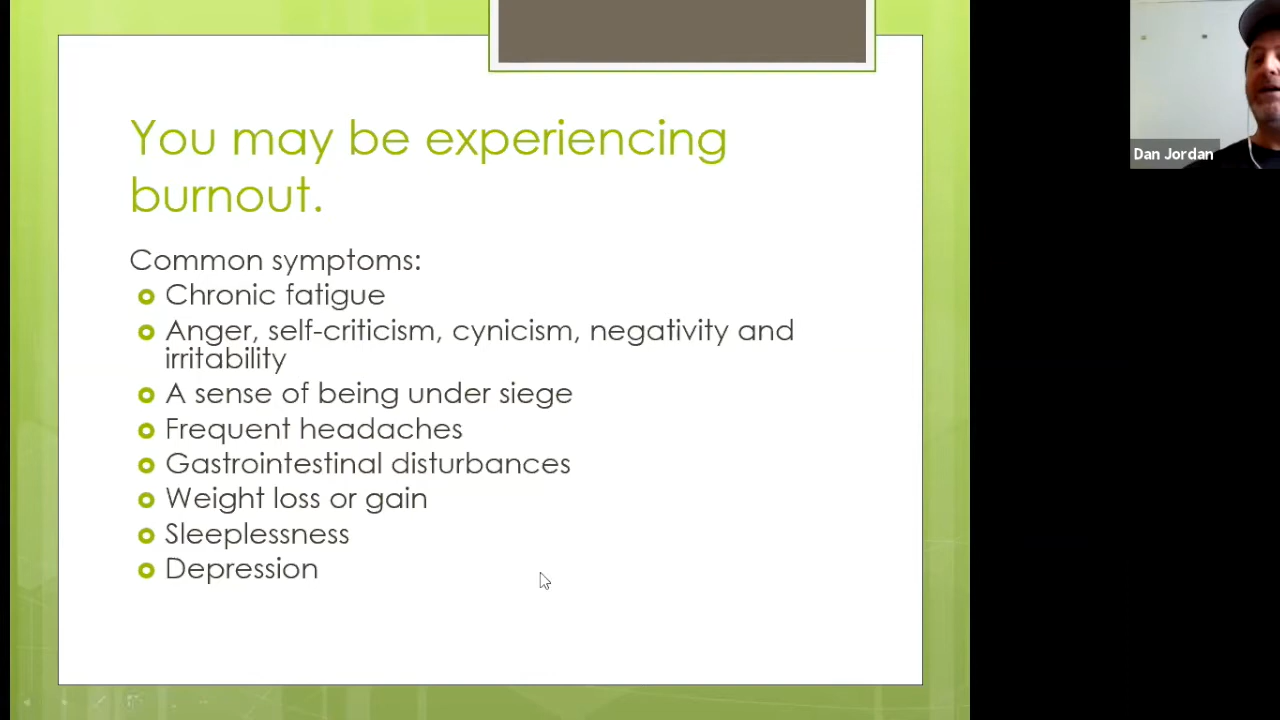 You may be experiencing
burnout.
Common symptoms:
Chronic fatigue
Anger, self-criticism, cynicism, negativity and
irritability
A sense of being under siege
Frequent headaches
Gastrointestinal disturbances
Weight loss or gain
Sleeplessness
Depression
Dan Jordan